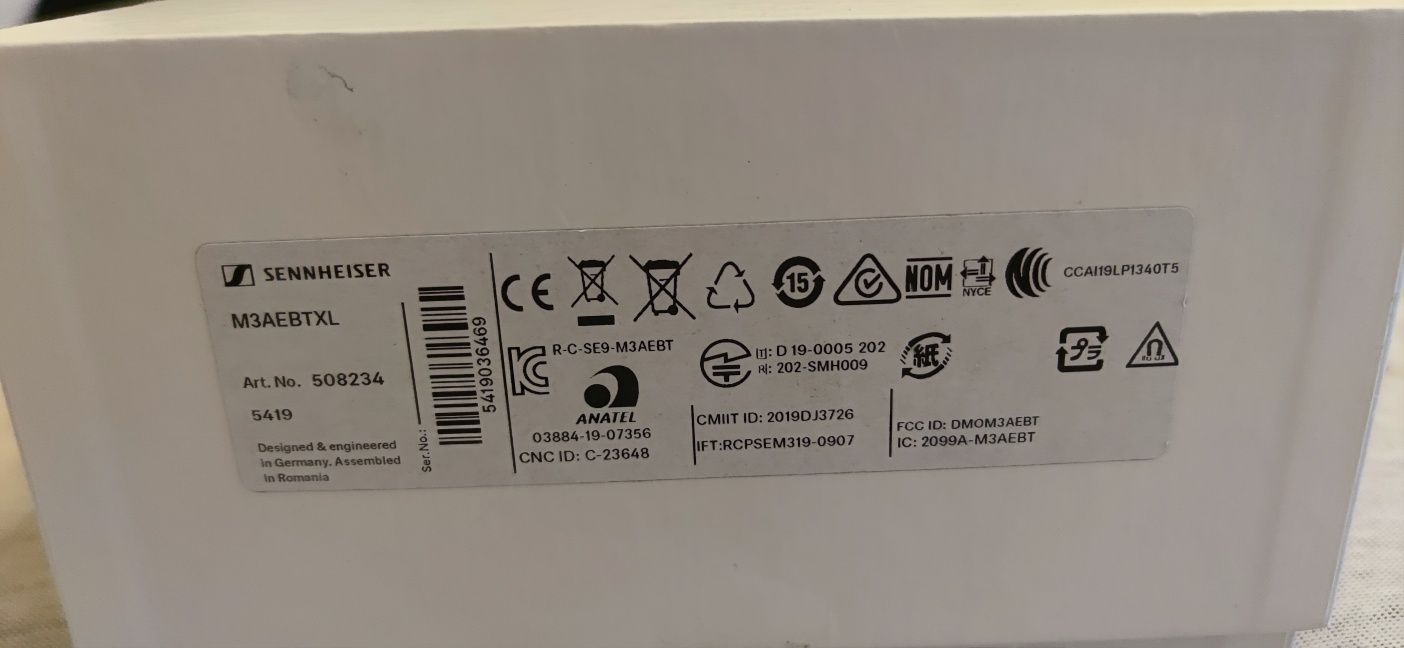 SENNHEISER
M3AEBTXL
Art. No. 508234
5419
Designed & engineered
in Germany. Assembled
in Romania
Ser.No.:
5419036469
CE
15
NOM
NYCE
CCAI19LP1340T5
R-C-SE9-M3AEBT
ANATEL
03884-19-07356
CNC ID: C-23648
D 19-0005 202
202-SMH009
紙
プラ
CMIIT ID: 2019DJ3726
IFT:RCPSEM319-0907
FCC ID: DMOM3AEBT
IC: 2099A-M3AEBT